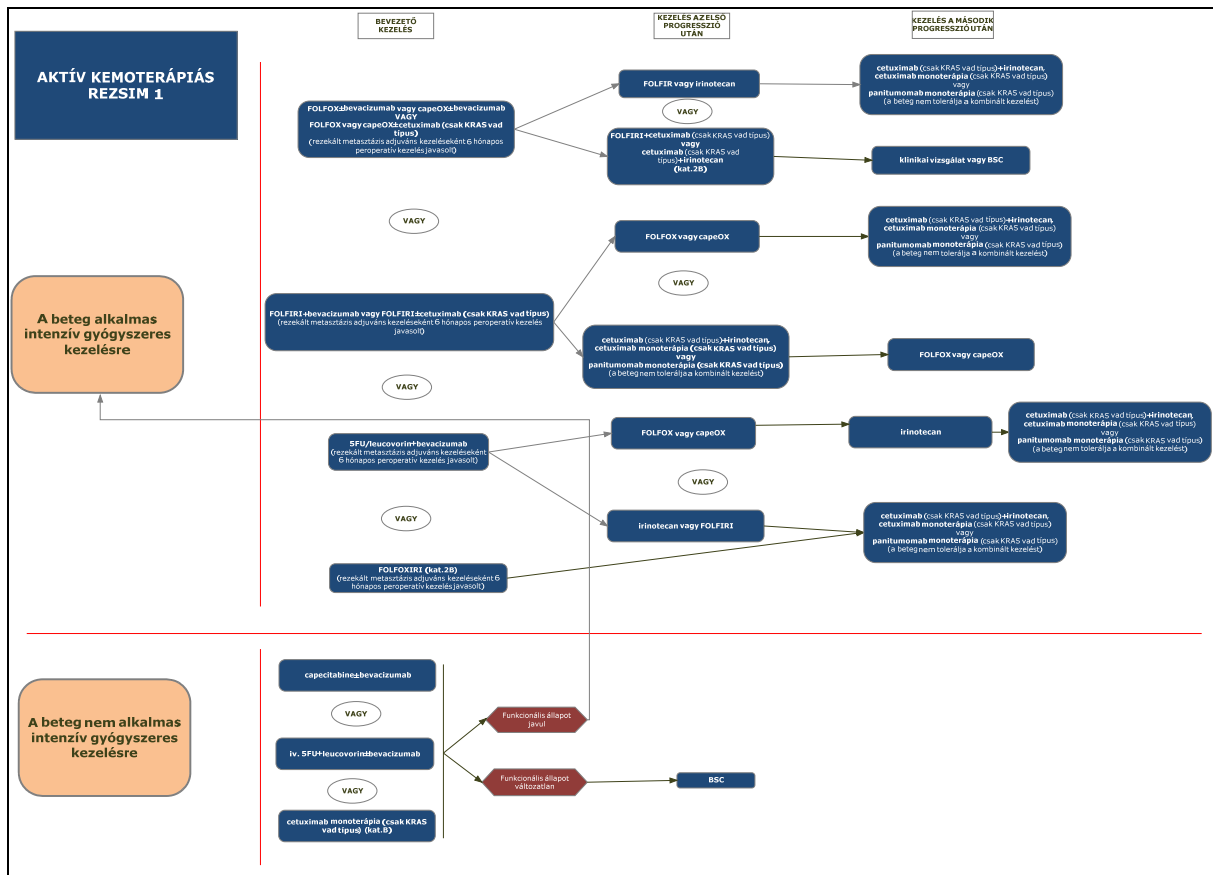 BEVEZETŐ
KEZELÉS
KEZELÉS AZ ELSŐ
PROGRESSZIÓ
UTÁN
KEZELÉS A MÁSODIK
PROGRESSZIÓ UTÁN
AKTÍV KEMOTERÁPIÁS
REZSIM 1
FOLFOX±bevacizumab vagy capeOX±bevacizumab
VAGY
FOLFOX vagy capeOX±cetuximab (csak KRAS vad
típus)
(rezekált metasztázis adjuváns kezeléseként 6 hónapos
peroperatív kezelés javasolt)
FOLFIR vagy irinotecan
VAGY
FOLFIRI+cetuximab (csak KRAS vad típus)
vagy
cetuximab (csak KRAS vad
típus)+irinotecan
(kat.2B)
cetuximab (csak KRAS vad típus)+irinotecan,
cetuximab monoterápia (csak KRAS vad típus)
vagy
panitumomab monoterápia (csak KRAS vad típus)
(a beteg nem tolerálja a kombinált kezelést)
klinikai vizsgálat vagy BSC
VAGY
A beteg alkalmas
intenzív gyógyszeres
kezelésre
FOLFIRI+bevacizumab vagy FOLFIRI±cetuximab (csak KRAS vad típus)
(rezekált metasztázis adjuváns kezeléseként 6 hónapos peroperatív kezelés
javasolt)
FOLFOX vagy capeOX
VAGY
cetuximab (csak KRAS vad típus)+irinotecan,
cetuximab monoterápia (csak KRAS vad típus)
vagy
panitumomab monoterápia (csak KRAS vad típus)
(a beteg nem tolerálja a kombinált kezelést)
cetuximab (csak KRAS vad típus)+irinotecan,
cetuximab monoterápia (csak KRAS vad típus)
vagy
panitumomab monoterápia (csak KRAS vad típus)
(a beteg nem tolerálja a kombinált kezelést)
FOLFOX vagy capeOX
VAGY
5FU/leucovorin+bevacizumab
(rezekált metasztázis adjuváns kezeléseként
6 hónapos peroperatív kezelés javasolt)
FOLFOX vagy capeOX
irinotecan
cetuximab (csak KRAS vad típus)+irinotecan,
cetuximab monoterápia (csak KRAS vad típus)
vagy
panitumomab monoterápia (csak KRAS vad típus)
(a beteg nem tolerálja a kombinált kezelést)
VAGY
VAGY
irinotecan vagy FOLFIRI
cetuximab (csak KRAS vad típus)+irinotecan,
cetuximab monoterápia (csak KRAS vad típus)
vagy
panitumomab monoterápia (csak KRAS vad típus)
(a beteg nem tolerálja a kombinált kezelést)
FOLFOXIRI (kat.2B)
(rezekált metasztázis adjuváns kezeléseként 6
hónapos peroperatív kezelés javasolt)
A beteg nem alkalmas
intenzív gyógyszeres
kezelésre
capecitabine±bevacizumab
VAGY
iv. 5FU+leucovorin±bevacizumab
VAGY
cetuximab monoterápia (csak KRAS
vad típus) (kat.B)
Funkcionális állapot
javul
Funkcionális állapot
változatlan
BSC